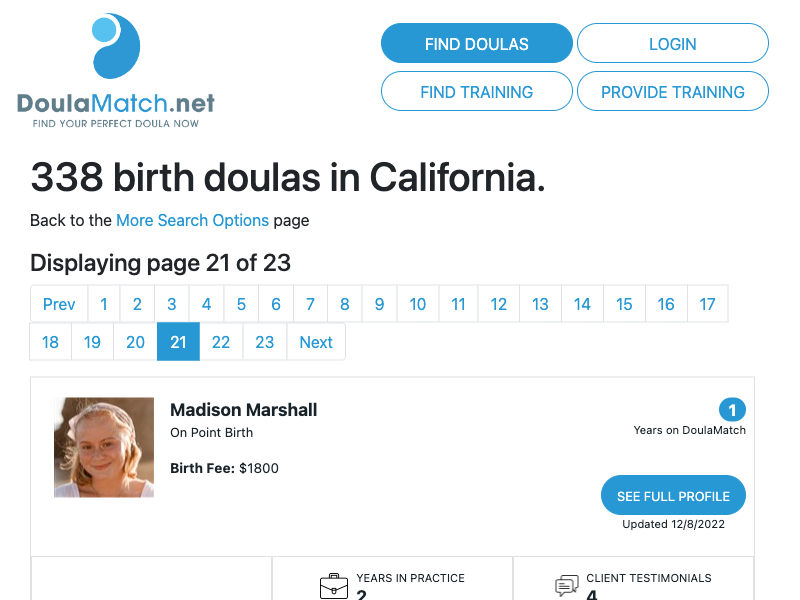 FIND DOULAS
LOGIN
FIND TRAINING
PROVIDE TRAINING
DoulaMatch.net
FIND YOUR PERFECT DOULA NOW
338 birth doulas in California.
Back to the More Search Options page
Displaying page 21 of 23
Prev 1 2 3 4 5 6 7 8 9 10 11 12 13 14 15 16 17
18 19 20 21 22 23 Next
Madison Marshall
On Point Birth
Birth Fee: $1800
1
Years on DoulaMatch
SEE FULL PROFILE
Updated 12/8/2022
YEARS IN PRACTICE
2
CLIENT TESTIMONIALS
4